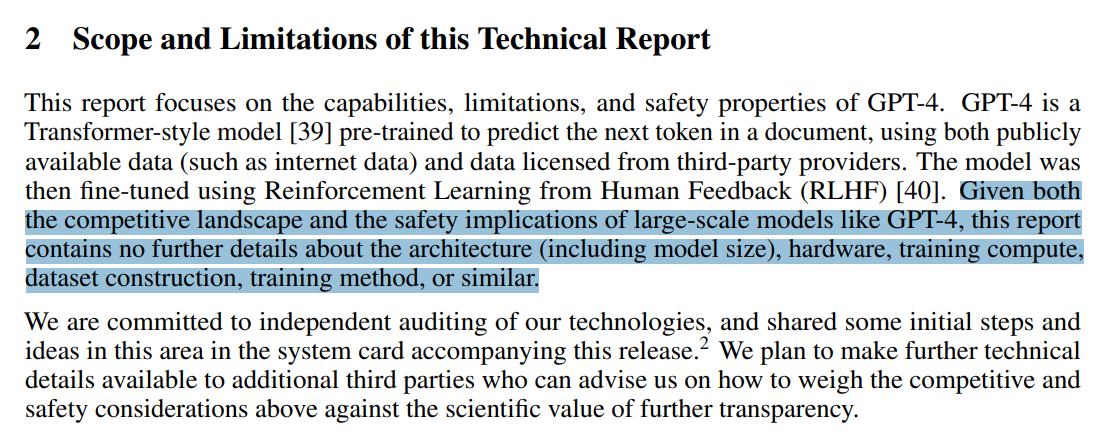 2 Scope and Limitations of this Technical Report
This report focuses on the capabilities, limitations, and safety properties of GPT-4. GPT-4 is a
Transformer-style model [39] pre-trained to predict the next token in a document, using both publicly
available data (such as internet data) and data licensed from third-party providers. The model was
then fine-tuned using Reinforcement Learning from Human Feedback (RLHF) [40]. Given both
the competitive landscape and the safety implications of large-scale models like GPT-4, this report
contains no further details about the architecture (including model size), hardware, training compute,
dataset construction, training method, or similar.
We are committed to independent auditing of our technologies, and shared some initial steps and
ideas in this area in the system card accompanying this release.² We plan to make further technical
details available to additional third parties who can advise us on how to weigh the competitive and
safety considerations above against the scientific value of further transparency.